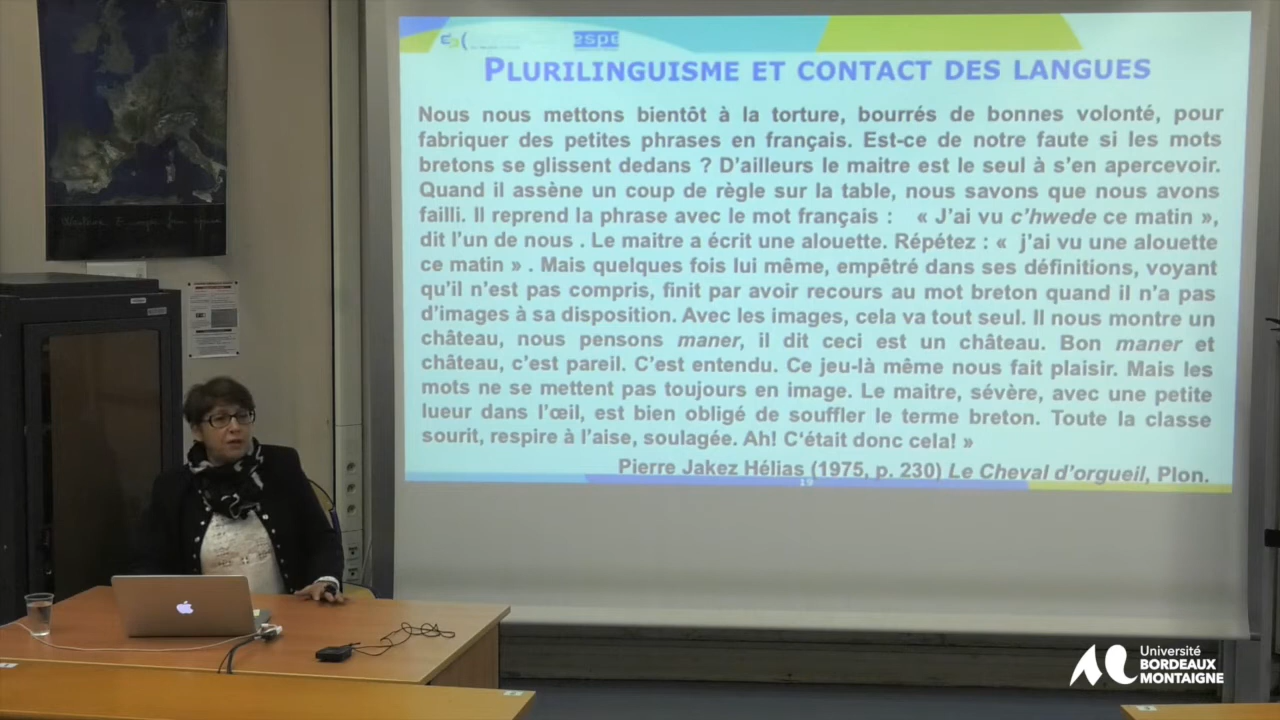 espe
PLURILINGUISME ET CONTACT DES LANGUES
Nous nous mettons bientôt à la torture, bourrés de bonnes volonté, pour
fabriquer des petites phrases en français. Est-ce de notre faute si les mots
bretons se glissent dedans ? D'ailleurs le maitre est le seul à s'en apercevoir.
Quand il assène un coup de règle sur la table, nous savons que nous avons
failli. Il reprend la phrase avec le mot français : « J'ai vu c'hwede ce matin »,
dit l'un de nous . Le maitre a écrit une alouette. Répétez : « j'ai vu une alouette
ce matin » . Mais quelques fois lui même, empêtré dans ses définitions, voyant
qu'il n'est pas compris, finit par avoir recours au mot breton quand il n'a pas
d'images à sa disposition. Avec les images, cela va tout seul. Il nous montre un
château, nous pensons maner, il dit ceci est un château. Bon maner et
château, c'est pareil. C'est entendu. Ce jeu-là même nous fait plaisir. Mais les
mots ne se mettent pas toujours en image. Le maitre, sévère, avec une petite
lueur dans l'œil, est bien obligé de souffler le terme breton. Toute la classe
sourit, respire à l'aise, soulagée. Ah! C'était donc cela! »
Pierre Jakez Hélias (1975, p. 230) Le Cheval d'orgueil, Plon.
19
Université
BORDEAUX
MONTAIGNE